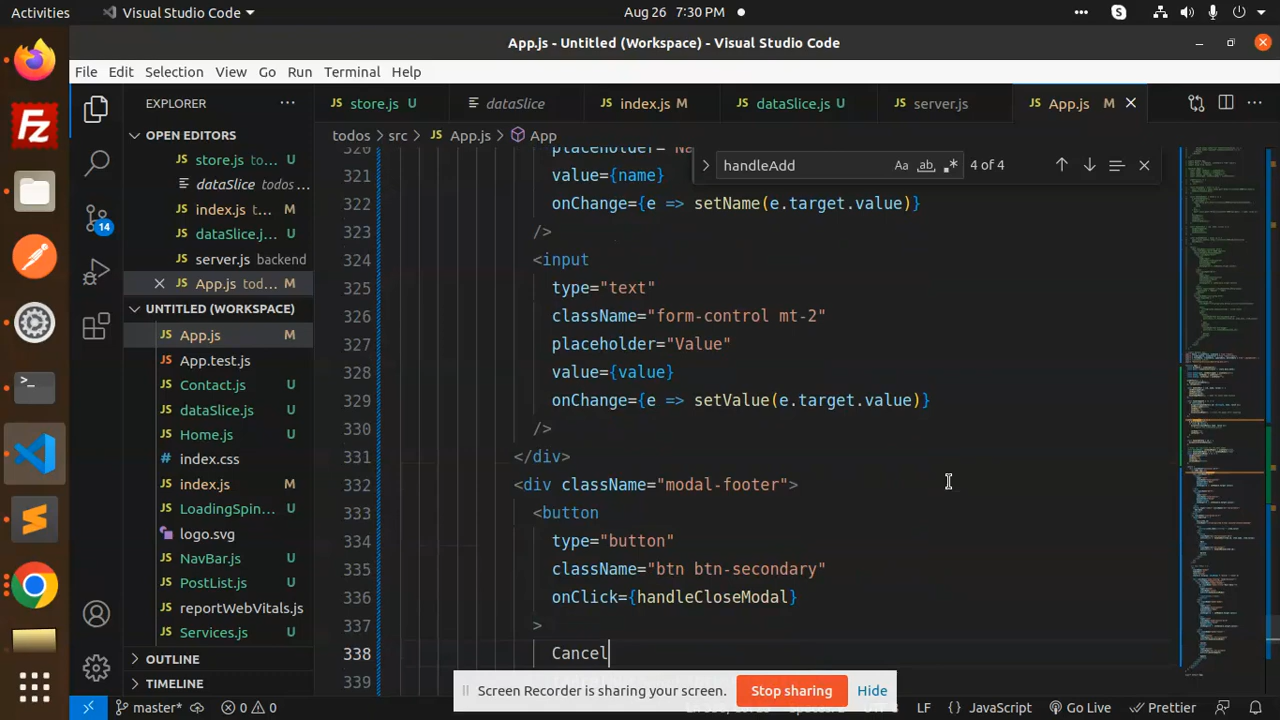 Activities
Visual Studio Code
Aug 26 7:30 PM
App.js - Untitled (Workspace) - Visual Studio Code
File Edit Selection View Go Run Terminal Help
EXPLORER
store.js U
dataSlice
index.js M
dataSlice.js U
server.js
App.js M
OPEN EDITORS
store.js to... U
dataSlice todos ...
index.js t... M
dataSlice.j... U
server.js backend
App.js tod... M
UNTITLED (WORKSPACE)
App.js M
App.test.js
Contact.js U
dataSlice.js U
Home.js U
index.css
index.js M
LoadingSpin... U
logo.svg
NavBar.js U
PostList.js U
reportWebVitals.js
Services.js U
OUTLINE
TIMELINE
14
todos > src > App.js > App
handleAdd Aa ab 4 of 4
321 value={name}
322 onChange={e => setName(e.target.value)}
323 />
324 <input
325 type="text"
326 className="form-control mt-2"
327 placeholder="Value"
328 value={value}
329 onChange={e => setValue(e.target.value)}
330 />
331 </div>
332 <div className="modal-footer">
333 <button
334 type="button"
335 className="btn btn-secondary"
336 onClick={handleCloseModal}
337 >
338 Cancel
339
Screen Recorder is sharing your screen. Stop sharing Hide
master
0 0
LF
JavaScript
Go Live
Prettier